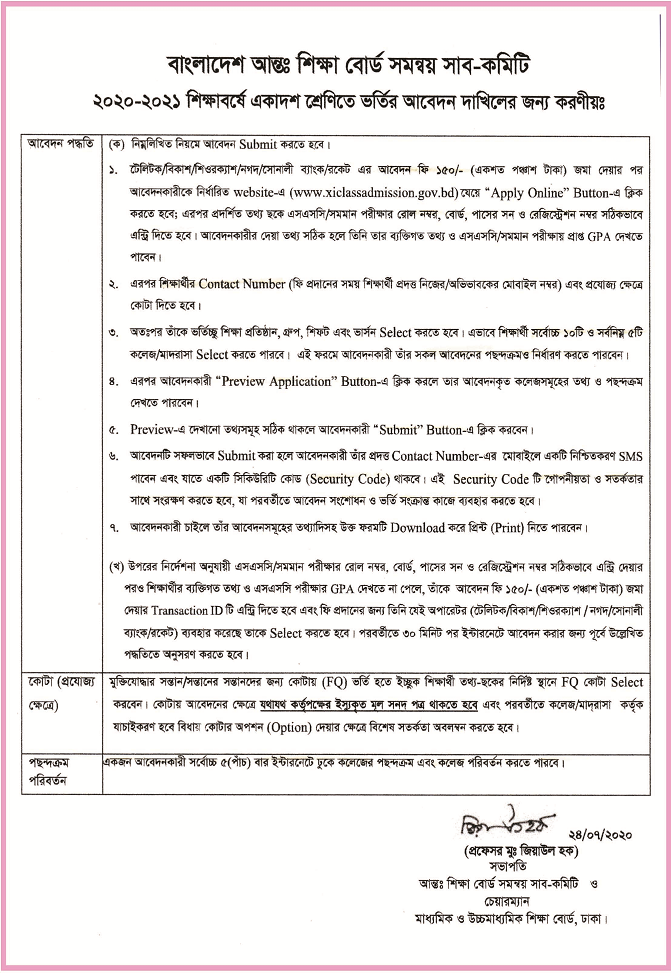 বাংলাদেশ আন্তঃ শিক্ষা বোর্ড সমন্বয় সাব-কমিটি
২০২০-২০২১ শিক্ষাবর্ষে একাদশ শ্রেণিতে ভর্তির আবেদন দাখিলের জন্য করণীয়ঃ
আবেদন পদ্ধতি
(ক) নিম্নলিখিত নিয়মে আবেদন Submit করতে হবে।
১. টেলিটক/বিকাশ/শিওরক্যাশ/নগদ/সোনালী ব্যাংক/রকেট এর আবেদন ফি ১৫০/- (একশত পঞ্চাশ টাকা) জমা দেয়ার পর
আবেদনকারীকে নির্ধারিত website-এ (www.xiclassadmission.gov.bd) যেয়ে “Apply Online” Button-এ ক্লিক
করতে হবে; এরপর প্রদর্শিত তথ্য ছকে এসএসসি/সমমান পরীক্ষার রোল নম্বর, বোর্ড, পাসের সন ও রেজিস্ট্রেশন নম্বর সঠিকভাবে
এন্ট্রি দিতে হবে। আবেদনকারীর দেয়া তথ্য সঠিক হলে তিনি তার ব্যক্তিগত তথ্য ও এসএসসি/সমমান পরীক্ষায় প্রাপ্ত GPA দেখতে
পাবেন।
২. এরপর শিক্ষার্থীর Contact Number (ফি প্রদানের সময় শিক্ষার্থী প্রদত্ত নিজের/অভিভাবকের মোবাইল নম্বর) এবং প্রযোজ্য ক্ষেত্রে
কোটা দিতে হবে।
৩. অতঃপর তাঁকে ভর্তিচ্ছু শিক্ষা প্রতিষ্ঠান, গ্রুপ, শিফট এবং ভার্সন Select করতে হবে। এভাবে শিক্ষার্থী সর্বোচ্চ ১০টি ও সর্বনিম্ন ৫টি
কলেজ/মাদরাসা Select করতে পারবে। এই ফরমে আবেদনকারী তাঁর সকল আবেদনের পছন্দক্রমও নির্ধারণ করতে পারবেন।
৪. এরপর আবেদনকারী “Preview Application” Button-এ ক্লিক করলে তার আবেদনকৃত কলেজসমূহের তথ্য ও পছন্দক্রম
দেখতে পারবেন।
৫. Preview-এ দেখানো তথ্যসমূহ সঠিক থাকলে আবেদনকারী “Submit” Button-এ ক্লিক করবেন।
৬. আবেদনটি সফলভাবে Submit করা হলে আবেদনকারী তাঁর প্রদত্ত Contact Number-এর মোবাইলে একটি নিশ্চিতকরণ SMS
পাবেন এবং যাতে একটি সিকিউরিটি কোড (Security Code) থাকবে। এই Security Code টি গোপনীয়তা ও সতর্কতার
সাথে সংরক্ষণ করতে হবে, যা পরবর্তীতে আবেদন সংশোধন ও ভর্তি সংক্রান্ত কাজে ব্যবহার করতে হবে।
৭. আবেদনকারী চাইলে তাঁর আবেদনসমূহের তথ্যাদিসহ উক্ত ফরমটি Download করে প্রিন্ট (Print) নিতে পারবেন।
(খ) উপরের নির্দেশনা অনুযায়ী এসএসসি/সমমান পরীক্ষার রোল নম্বর, বোর্ড, পাসের সন ও রেজিস্ট্রেশন নম্বর সঠিকভাবে এন্ট্রি দেয়ার
পরও শিক্ষার্থীর ব্যক্তিগত তথ্য ও এসএসসি পরীক্ষার GPA দেখতে না পেলে, তাঁকে আবেদন ফি ১৫০/- (একশত পঞ্চাশ টাকা) জমা
দেয়ার Transaction ID টি এন্ট্রি দিতে হবে এবং ফি প্রদানের জন্য তিনি যেই অপারেটর (টেলিটক/বিকাশ/শিওরক্যাশ / নগদ/সোনালী
ব্যাংক/রকেট) ব্যবহার করেছে তাকে Select করতে হবে। পরবর্তীতে ৩০ মিনিট পর ইন্টারনেটে আবেদন করার জন্য পূর্বে উল্লেখিত
পদ্ধতিতে অনুসরণ করতে হবে।
কোটা (প্রযোজ্য
ক্ষেত্রে)
মুক্তিযোদ্ধার সন্তান/সন্তানের সন্তানদের জন্য কোটায় (FQ) ভর্তি হতে ইচ্ছুক শিক্ষার্থী তথ্য-ছকের নির্দিষ্ট স্থানে FQ কোটা Select
করবেন। কোটায় আবেদনের ক্ষেত্রে যথাযথ কর্তৃপক্ষের ইস্যুকৃত মূল সনদ পত্র থাকতে হবে এবং পরবর্তীতে কলেজ/মাদ্রাসা কর্তৃক
যাচাইকরণ হবে বিধায় কোটার অপশন (Option) দেয়ার ক্ষেত্রে বিশেষ সতর্কতা অবলম্বন করতে হবে।
পছন্দক্রম
পরিবর্তন
একজন আবেদনকারী সর্বোচ্চ ৫(পাঁচ) বার ইন্টারনেটে ঢুকে কলেজের পছন্দক্রম এবং কলেজ পরিবর্তন করতে পারবে।
২৪/০৭/২০২০
(প্রফেসর মুঃ জিয়াউল হক)
সভাপতি
আন্তঃ শিক্ষা বোর্ড সমন্বয় সাব-কমিটি ও
চেয়ারম্যান
মাধ্যমিক ও উচ্চমাধ্যমিক শিক্ষা বোর্ড, ঢাকা।